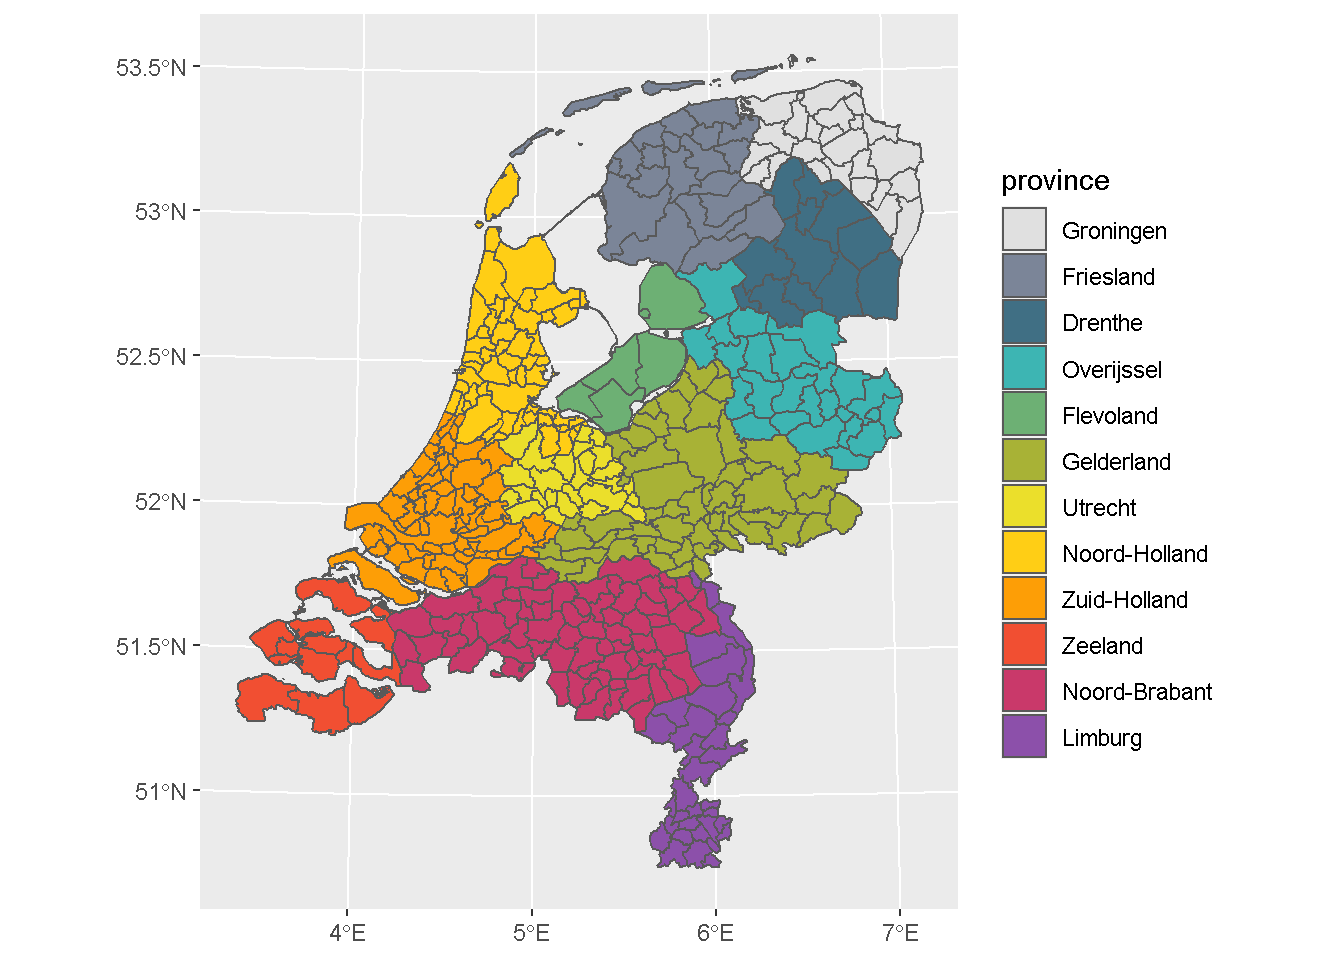 53.5°N
53°N
52.5°N
52°N
51.5°N
51°N
4°E
5°E
6°E
7°E
province
Groningen
Friesland
Drenthe
Overijssel
Flevoland
Gelderland
Utrecht
Noord-Holland
Zuid-Holland
Zeeland
Noord-Brabant
Limburg